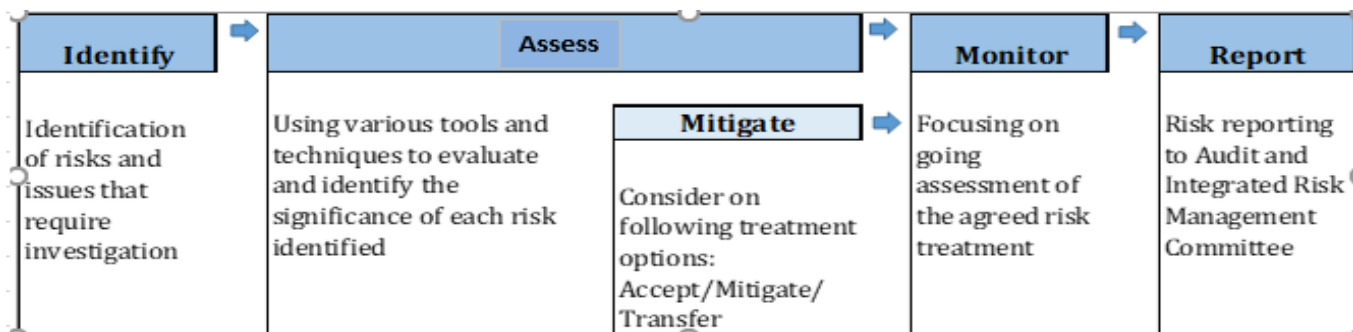 Identify
Identification
of risks and
issues that
require
investigation
Assess
Using various tools and
techniques to evaluate
and identify the
significance of each risk
identified
Mitigate
Consider on
following treatment
options:
Accept/Mitigate/
Transfer
Monitor
Focusing on
going
assessment of
the agreed risk
treatment
Report
Risk reporting
to Audit and
Integrated Risk
Management
Committee